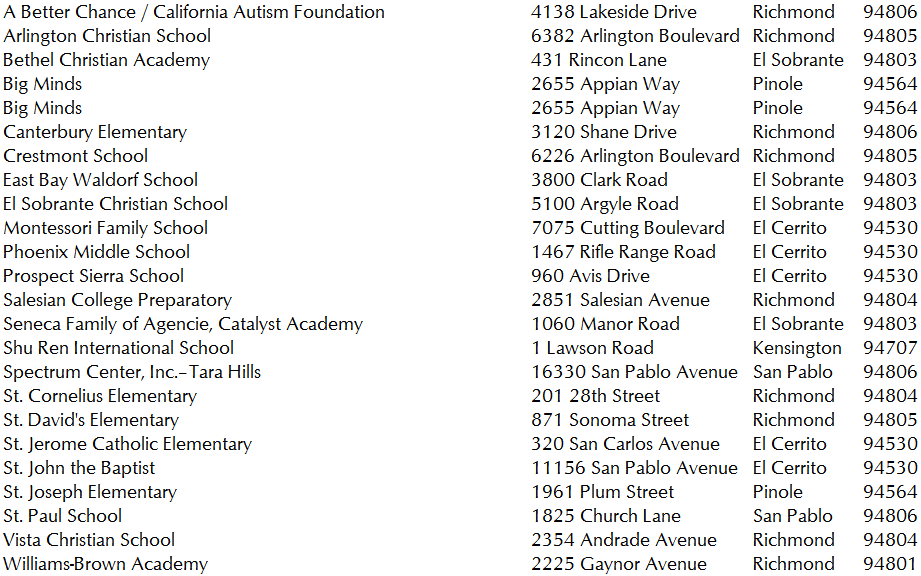 A Better Chance / California Autism Foundation 4138 Lakeside Drive Richmond 94806
Arlington Christian School 6382 Arlington Boulevard Richmond 94805
Bethel Christian Academy 431 Rincon Lane El Sobrante 94803
Big Minds 2655 Appian Way Pinole 94564
Big Minds 2655 Appian Way Pinole 94564
Canterbury Elementary 3120 Shane Drive Richmond 94806
Crestmont School 6226 Arlington Boulevard Richmond 94805
East Bay Waldorf School 3800 Clark Road El Sobrante 94803
El Sobrante Christian School 5100 Argyle Road El Sobrante 94803
Montessori Family School 7075 Cutting Boulevard El Cerrito 94530
Phoenix Middle School 1467 Rifle Range Road El Cerrito 94530
Prospect Sierra School 960 Avis Drive El Cerrito 94530
Salesian College Preparatory 2851 Salesian Avenue Richmond 94804
Seneca Family of Agencie, Catalyst Academy 1060 Manor Road El Sobrante 94803
Shu Ren International School 1 Lawson Road Kensington 94707
Spectrum Center, Inc.–Tara Hills 16330 San Pablo Avenue San Pablo 94806
St. Cornelius Elementary 201 28th Street Richmond 94804
St. David's Elementary 871 Sonoma Street Richmond 94805
St. Jerome Catholic Elementary 320 San Carlos Avenue El Cerrito 94530
St. John the Baptist 11156 San Pablo Avenue El Cerrito 94530
St. Joseph Elementary 1961 Plum Street Pinole 94564
St. Paul School 1825 Church Lane San Pablo 94806
Vista Christian School 2354 Andrade Avenue Richmond 94804
Williams-Brown Academy 2225 Gaynor Avenue Richmond 94801